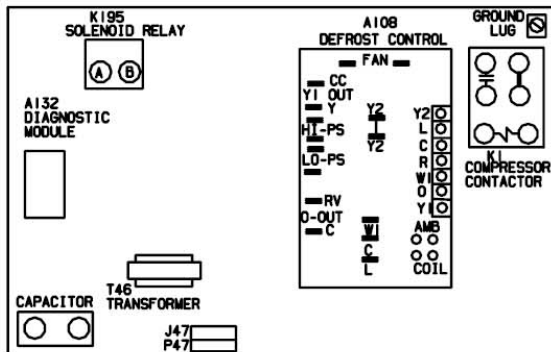 K195
SOLENOID RELAY
A B
A132
DIAGNOSTIC
MODULE
T46
TRANSFORMER
CAPACITOR
J47
P47
A108
DEFROST CONTROL
FAN
CC
Y1 OUT
Y
HI-PS
LO-PS
RV
O-OUT
C
Y2
Y2
W1
C
L
Y2
L
C
R
W1
O
Y1
AMB
COIL
GROUND
LUG
K1
COMPRESSOR
CONTACTOR